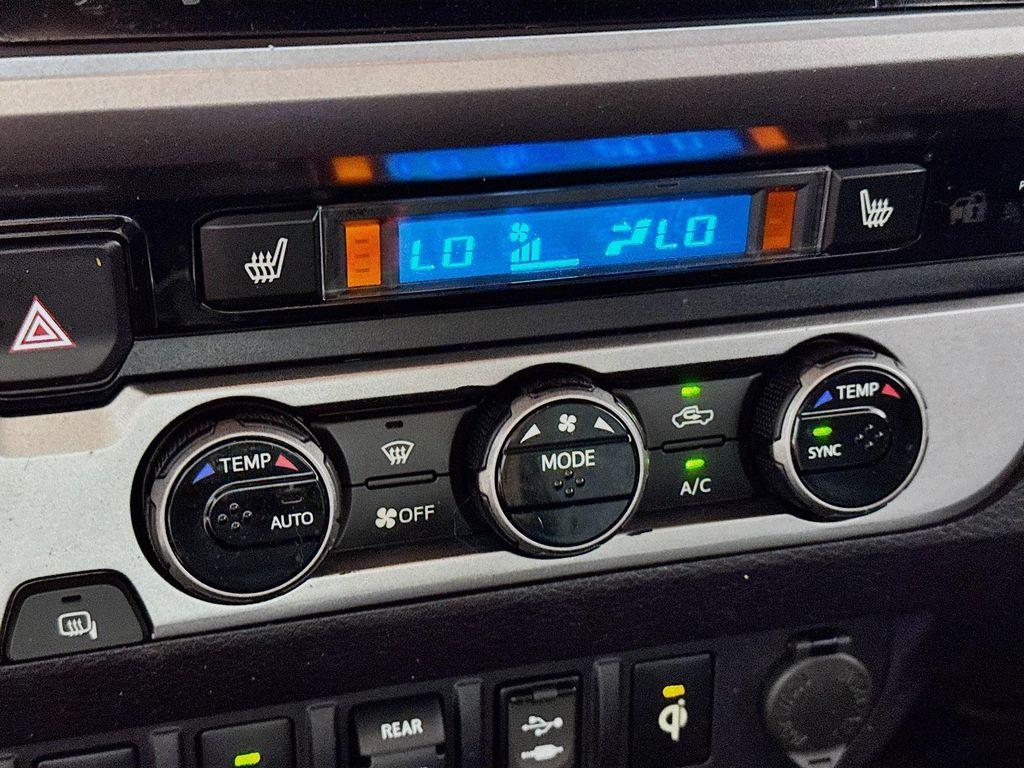 LO LO
TEMP
AUTO
OFF
MODE
A/C
TEMP
SYNC
REAR